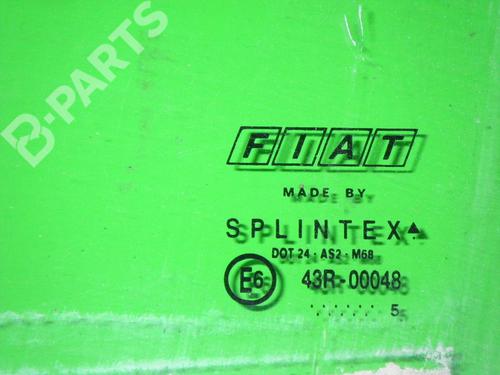 B-PARTS
FIAT
MADE BY
SPLINTEX
DOT 24 · AS2 · M68
E6 43R-00048
....... 5